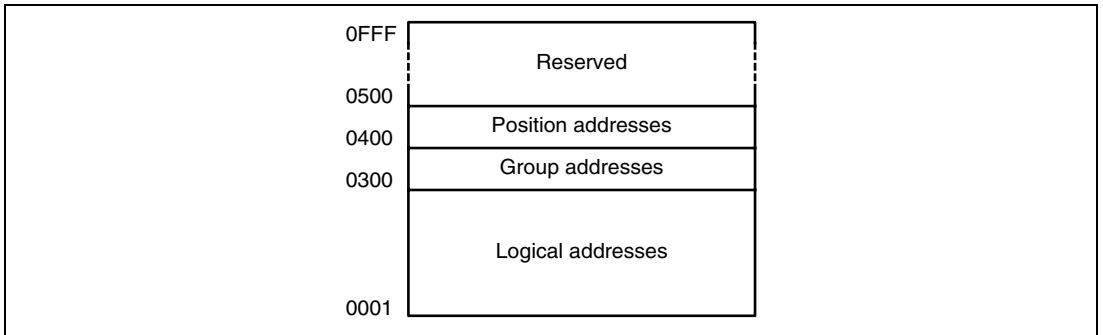 0FFF
Reserved
0500
Position addresses
0400
Group addresses
0300
Logical addresses
0001